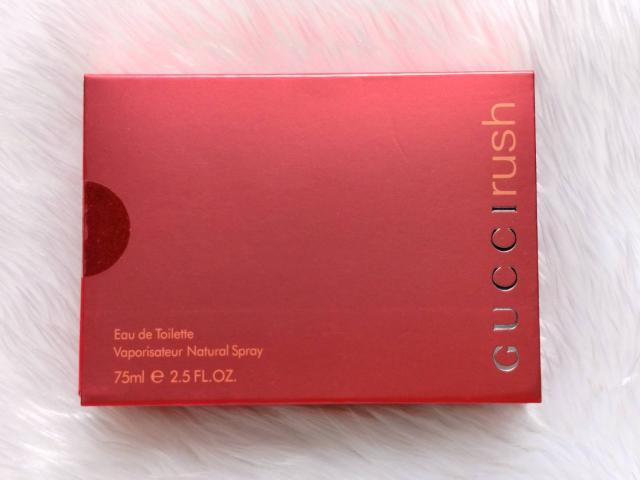 GUCCI rush
Eau de Toilette
Vaporisateur Natural Spray
75ml ℮ 2.5 FL.OZ.